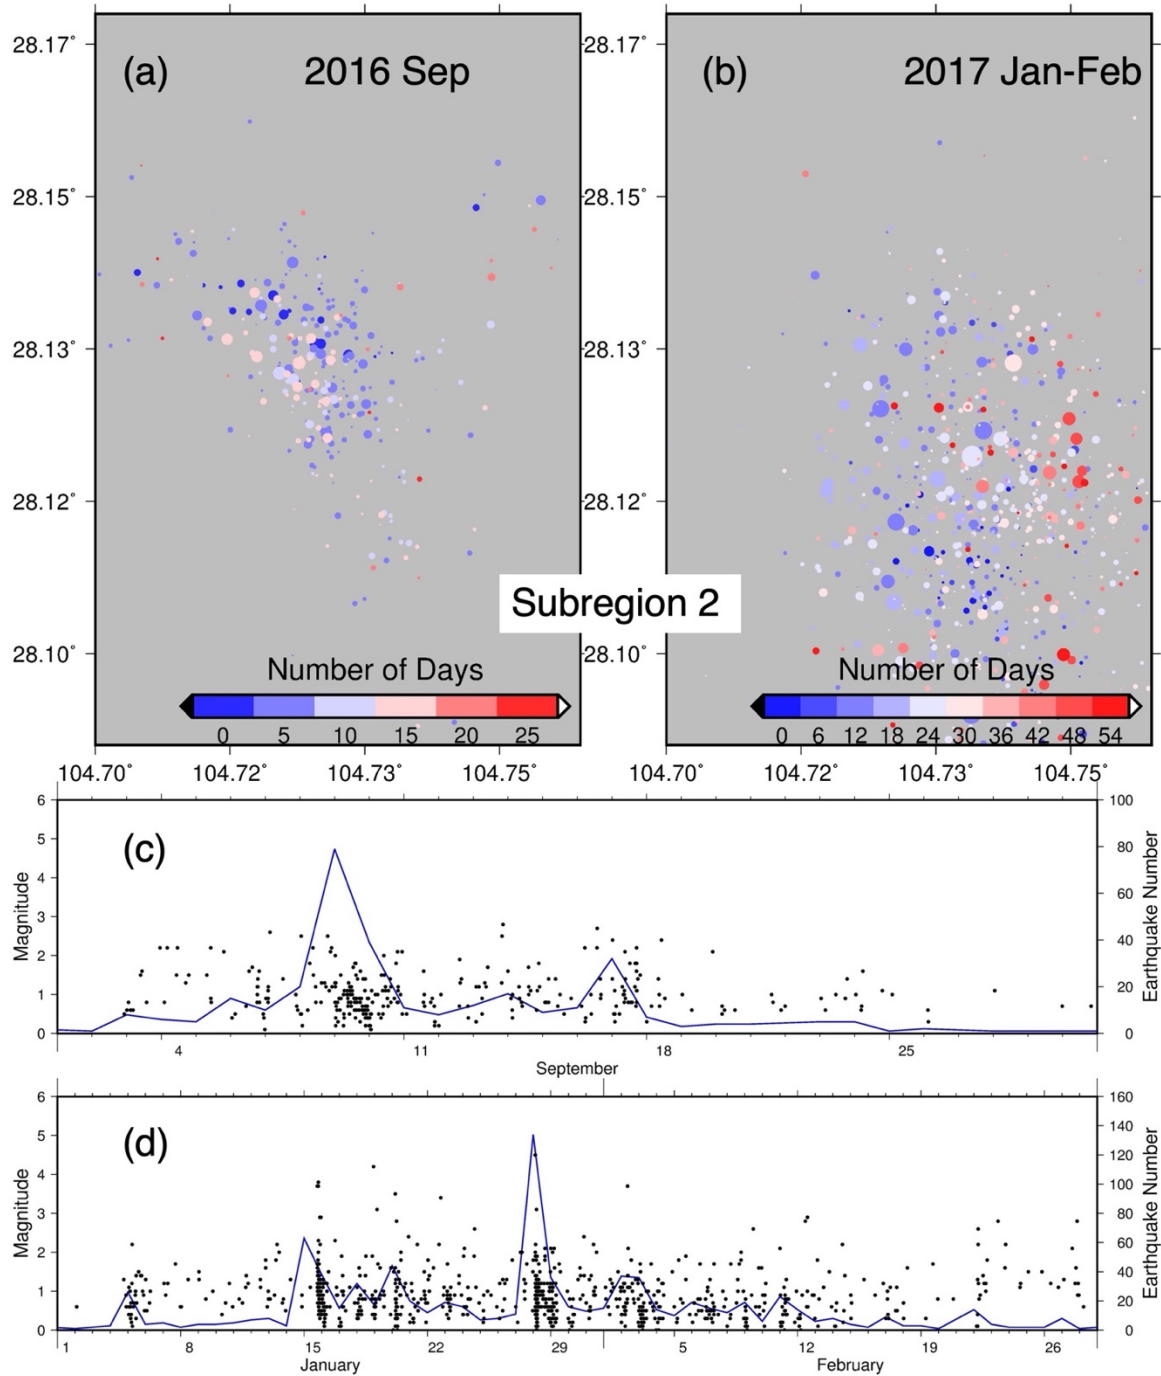 (a) 2016 Sep
28.17°
28.15°
28.13°
28.12°
28.10°
Number of Days
0 5 10 15 20 25
104.70° 104.72° 104.73° 104.75°
(b) 2017 Jan-Feb
28.17°
28.15°
28.13°
28.12°
28.10°
Number of Days
0 6 12 18 24 30 36 42 48 54
104.70° 104.72° 104.73° 104.75°
Subregion 2
(c)
Magnitude
6
5
4
3
2
1
0
Earthquake Number
100
80
60
40
20
0
4 11 18 25
September
(d)
Magnitude
6
5
4
3
2
1
0
Earthquake Number
160
140
120
100
80
60
40
20
0
1 8 15 22 29 5 12 19 26
January February